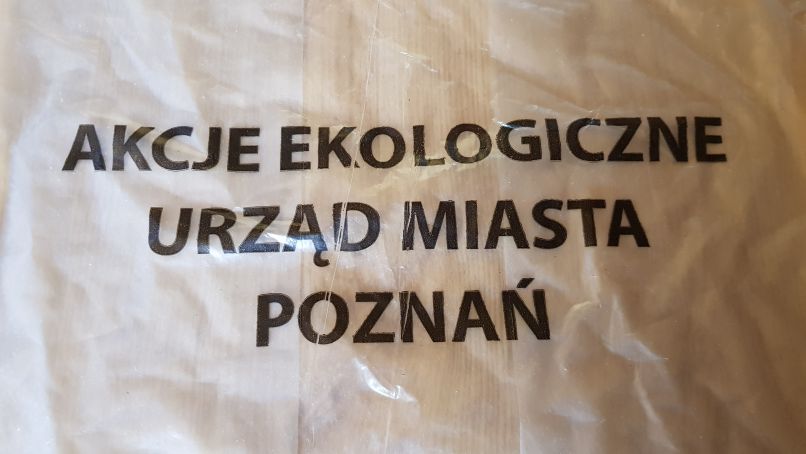 AKCJE EKOLOGICZNE
URZĄD MIASTA
POZNAŃ